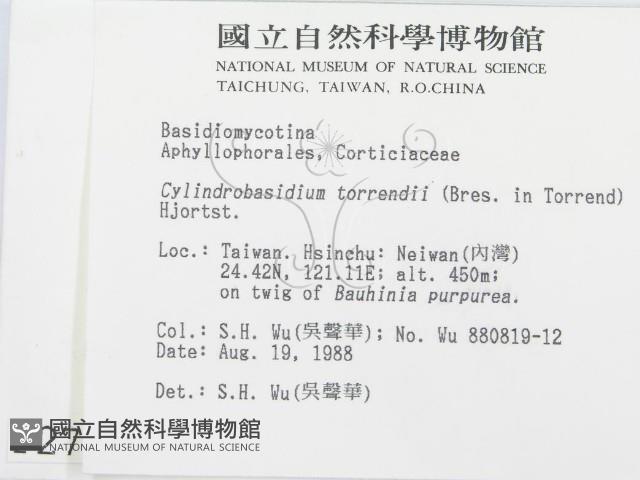 國立自然科學博物館
NATIONAL MUSEUM OF NATURAL SCIENCE
TAICHUNG, TAIWAN, R.O.CHINA
Basidiomycotina
Aphyllophorales, Corticiaceae
Cylindrobasidium torrendii (Bres. in Torrend)
Hjortst.
Loc.: Taiwan. Hsinchu: Neiwan(內灣)
24.42N, 121.11E; alt. 450m;
on twig of Bauhinia purpurea.
Col.: S.H. Wu(吳聲華); No. Wu 880819-12
Date: Aug. 19, 1988
Det.: S.H. Wu(吳聲華)
國立自然科學博物館
NATIONAL MUSEUM OF NATURAL SCIENCE